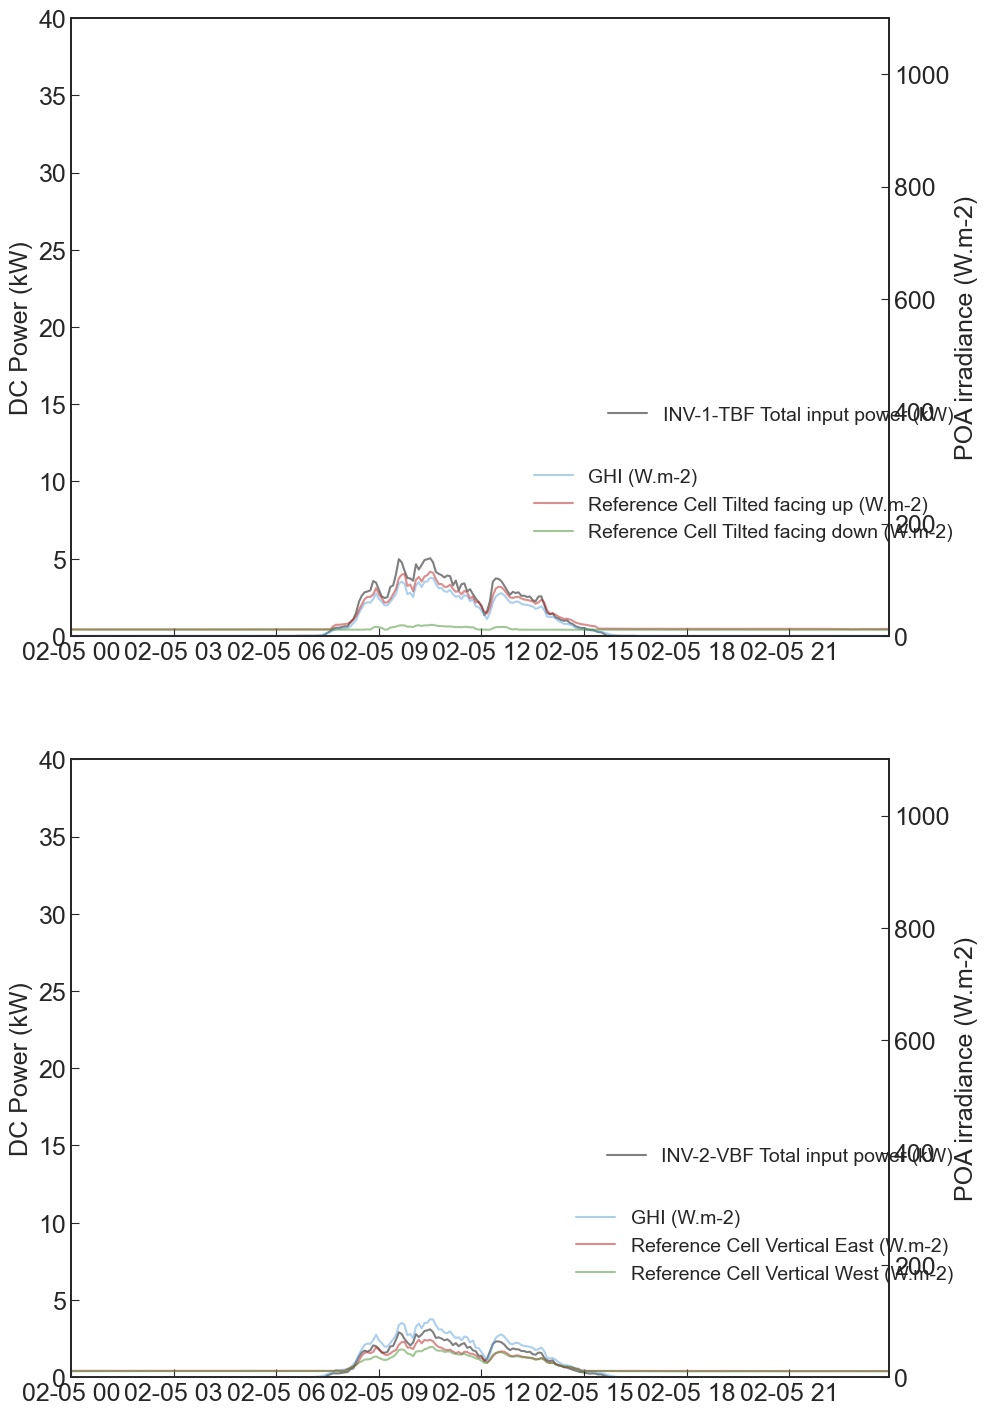 40
35
30
25
20
15
10
5
0
DC Power (kW)
1000
800
600
400
200
0
POA irradiance (W.m-2)
INV-1-TBF Total input power (kW)
GHI (W.m-2)
Reference Cell Tilted facing up (W.m-2)
Reference Cell Tilted facing down (W.m-2)
02-05 00 02-05 03 02-05 06 02-05 09 02-05 12 02-05 15 02-05 18 02-05 21
40
35
30
25
20
15
10
5
0
DC Power (kW)
1000
800
600
400
200
0
POA irradiance (W.m-2)
INV-2-VBF Total input power (kW)
GHI (W.m-2)
Reference Cell Vertical East (W.m-2)
Reference Cell Vertical West (W.m-2)
02-05 00 02-05 03 02-05 06 02-05 09 02-05 12 02-05 15 02-05 18 02-05 21